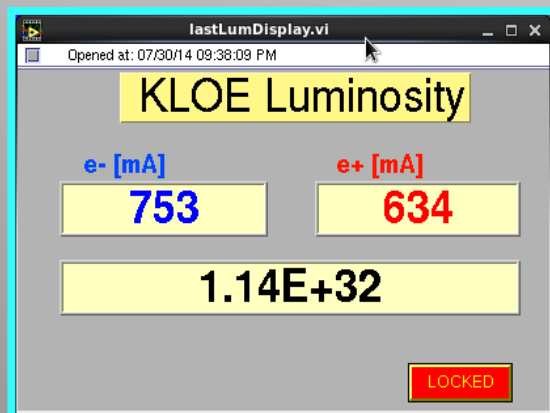 lastLumDisplay.vi
Opened at: 07/30/14 09:38:09 PM
KLOE Luminosity
e- [mA] e+ [mA]
753 634
1.14E+32
LOCKED